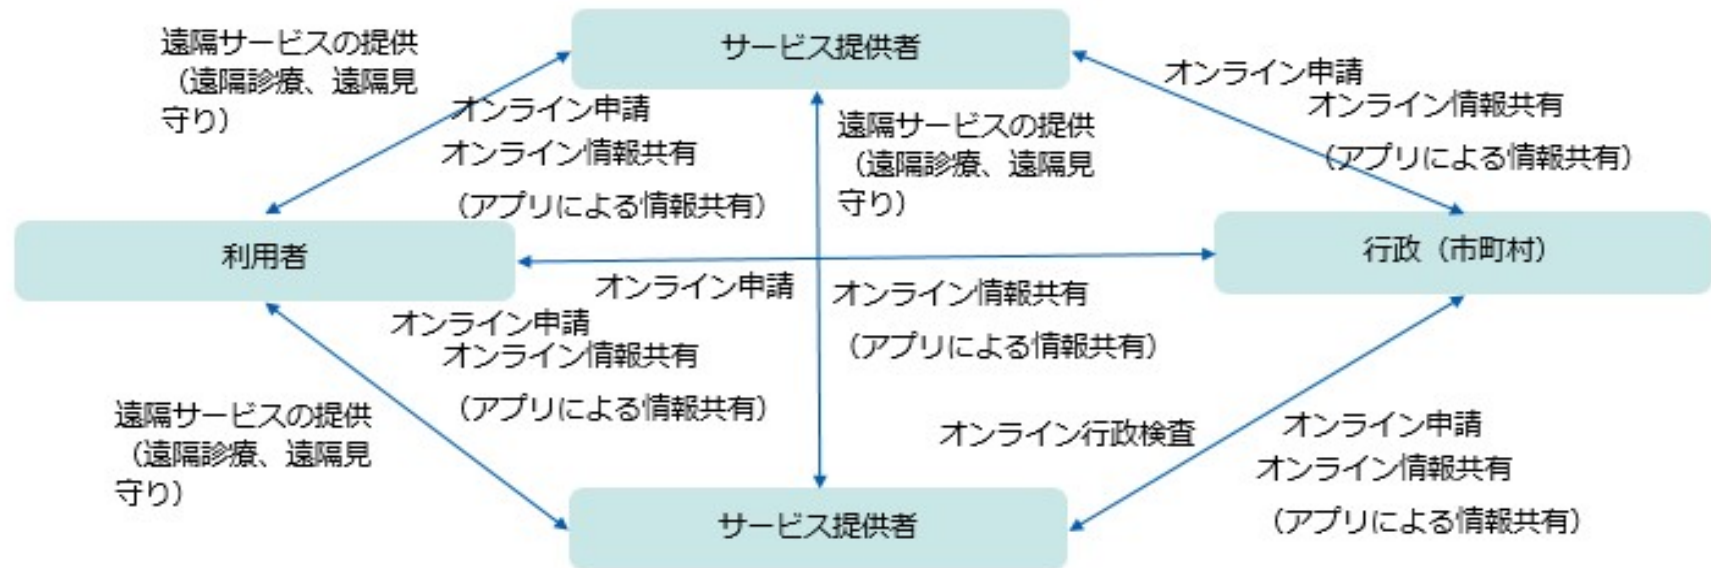 サービス提供者
遠隔サービスの提供
（遠隔診療、遠隔見
守り）
オンライン申請
オンライン情報共有
（アプリによる情報共有）
遠隔サービスの提供
（遠隔診療、遠隔見
守り）
オンライン申請
オンライン情報共有
（アプリによる情報共有）
利用者
行政（市町村）
オンライン申請
オンライン情報共有
（アプリによる情報共有）
オンライン申請
オンライン情報共有
（アプリによる情報共有）
遠隔サービスの提供
（遠隔診療、遠隔見
守り）
オンライン行政検査
オンライン申請
オンライン情報共有
（アプリによる情報共有）
サービス提供者